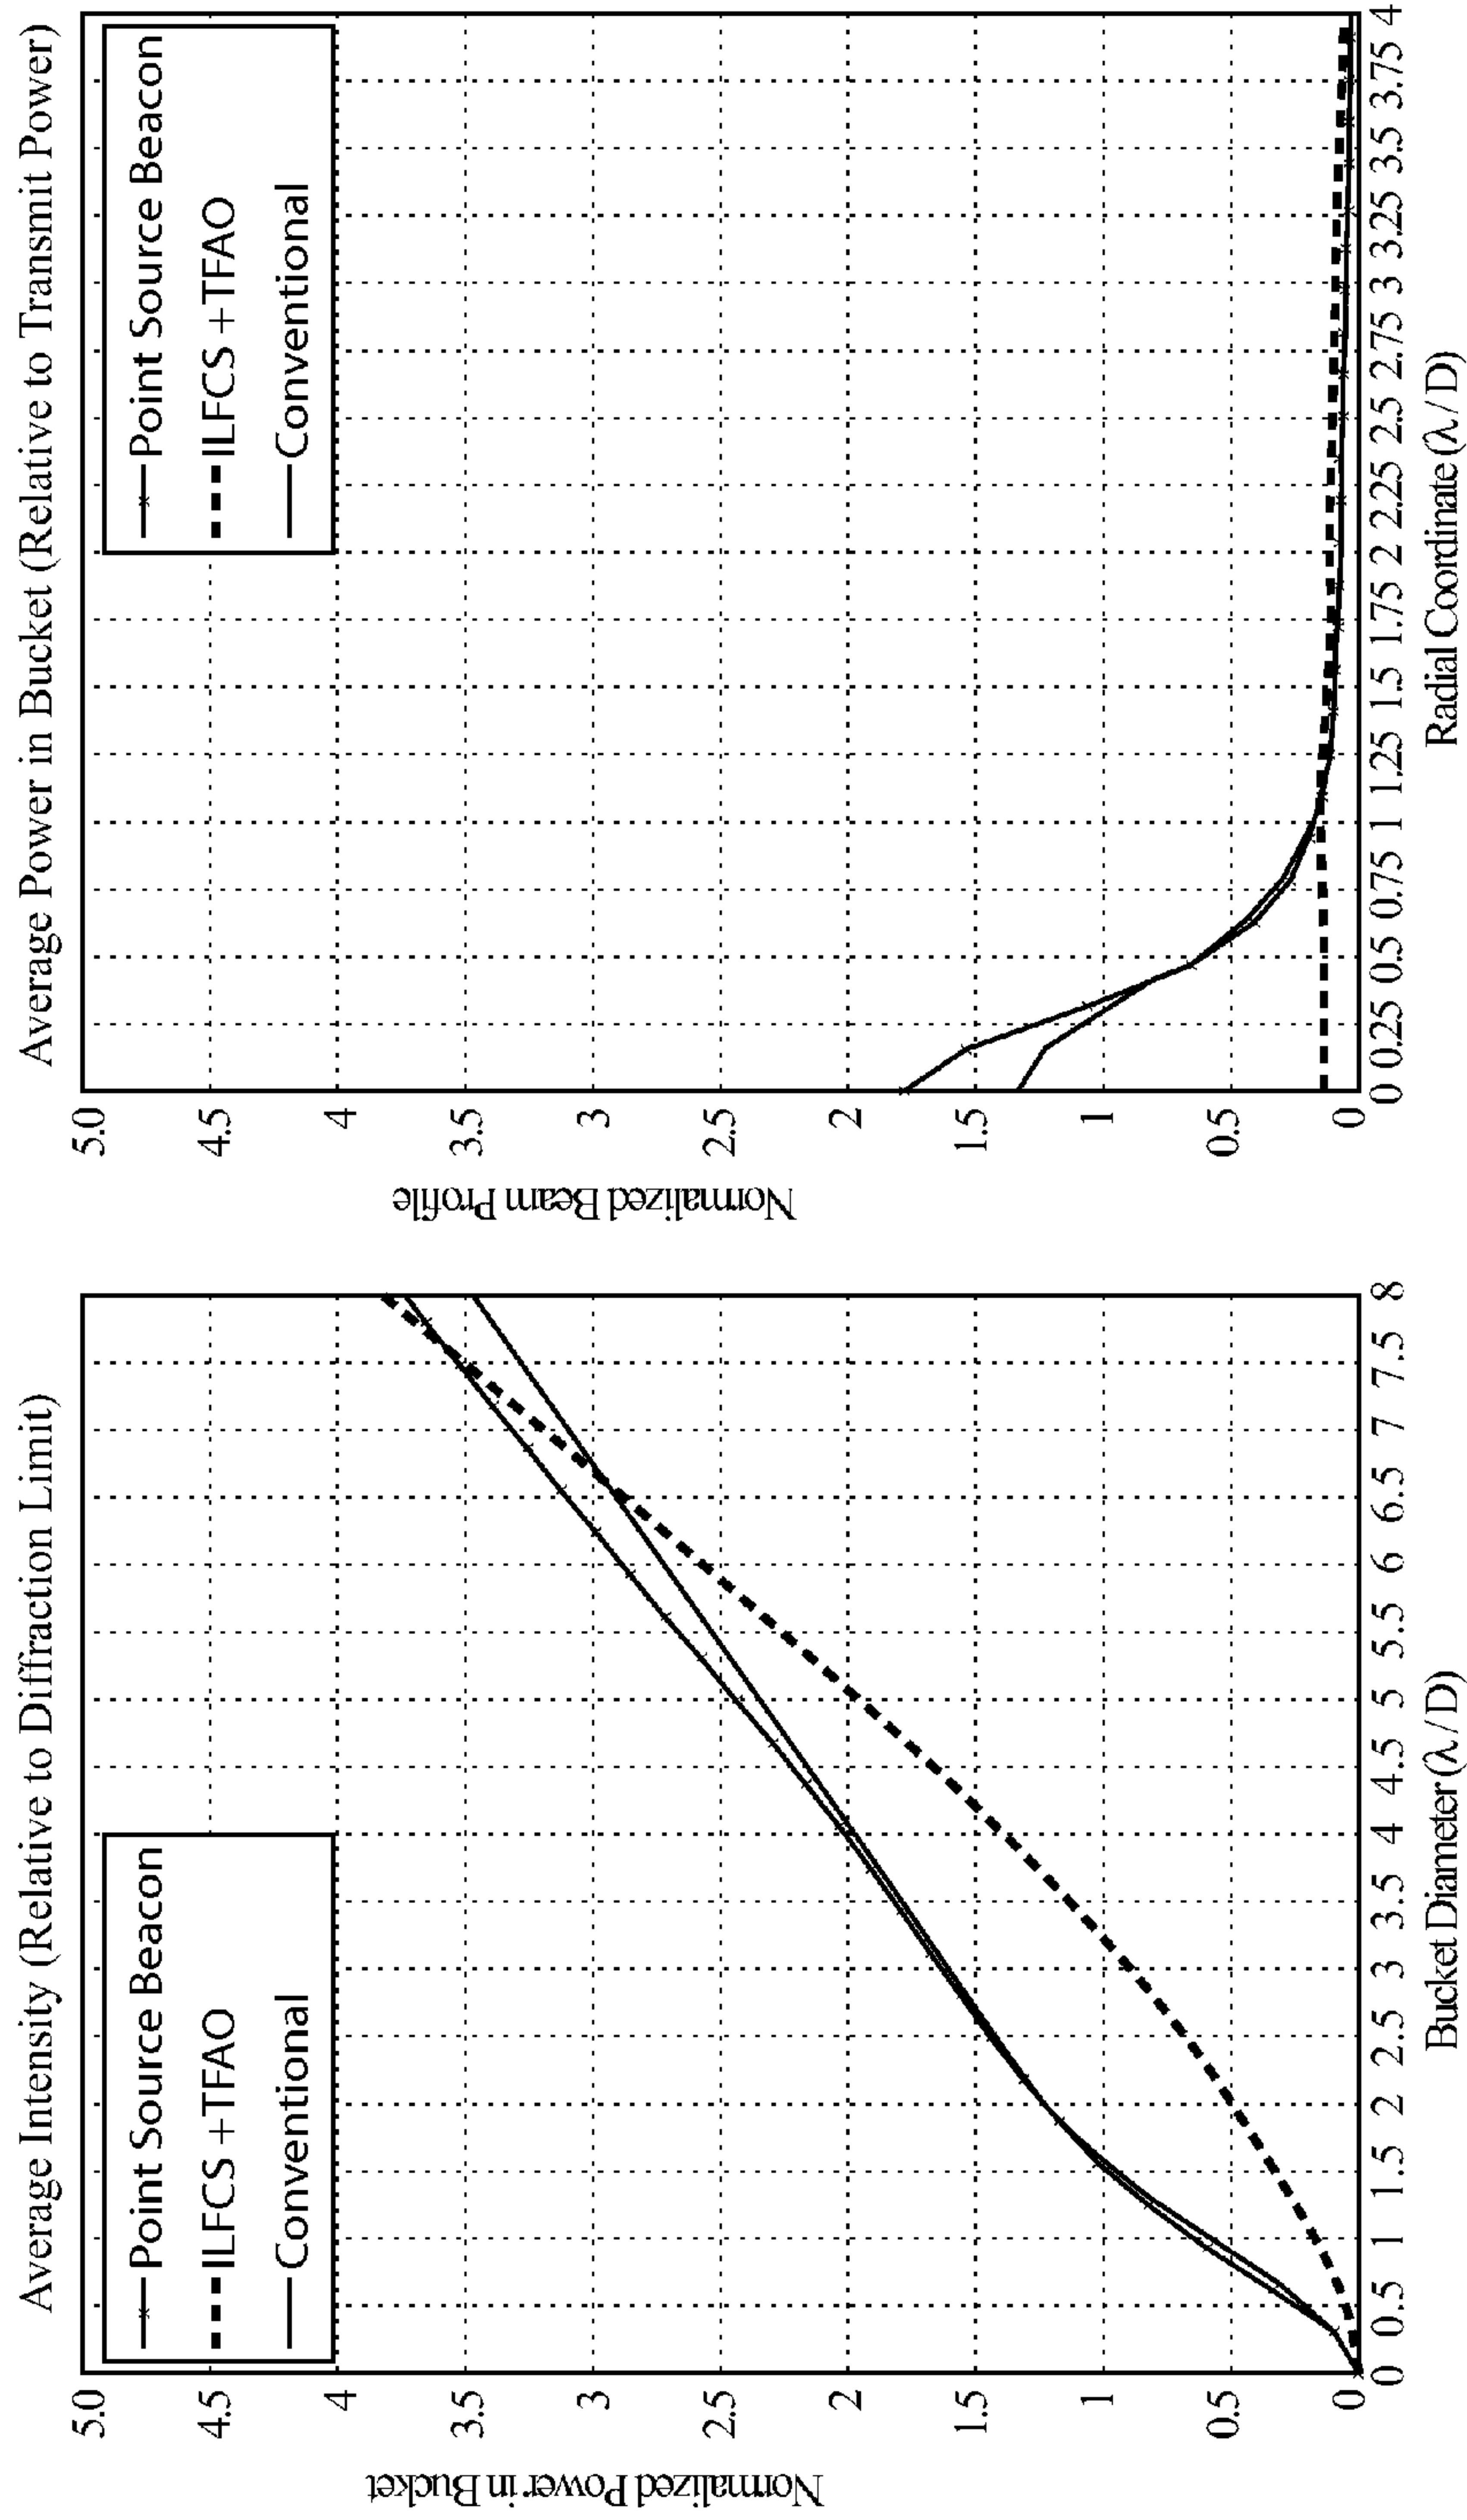 Average Intensity (Relative to Diffraction Limit)
Point Source Beacon
ILFCS +TFAO
Conventional
Normalized Power in Bucket
5.0
4.5
4
3.5
3
2.5
2
1.5
1
0.5
0
0 0.5 1 1.5 2 2.5 3 3.5 4 4.5 5 5.5 6 6.5 7 7.5 8
Bucket Diameter (λ/D)
Average Power in Bucket (Relative to Transmit Power)
Point Source Beacon
ILFCS +TFAO
Conventional
Normalized Beam Profile
5.0
4.5
4
3.5
3
2.5
2
1.5
1
0.5
0
0 0.25 0.5 0.75 1 1.25 1.5 1.75 2 2.25 2.5 2.75 3 3.25 3.5 3.75 4
Radial Coordinate (λ/D)